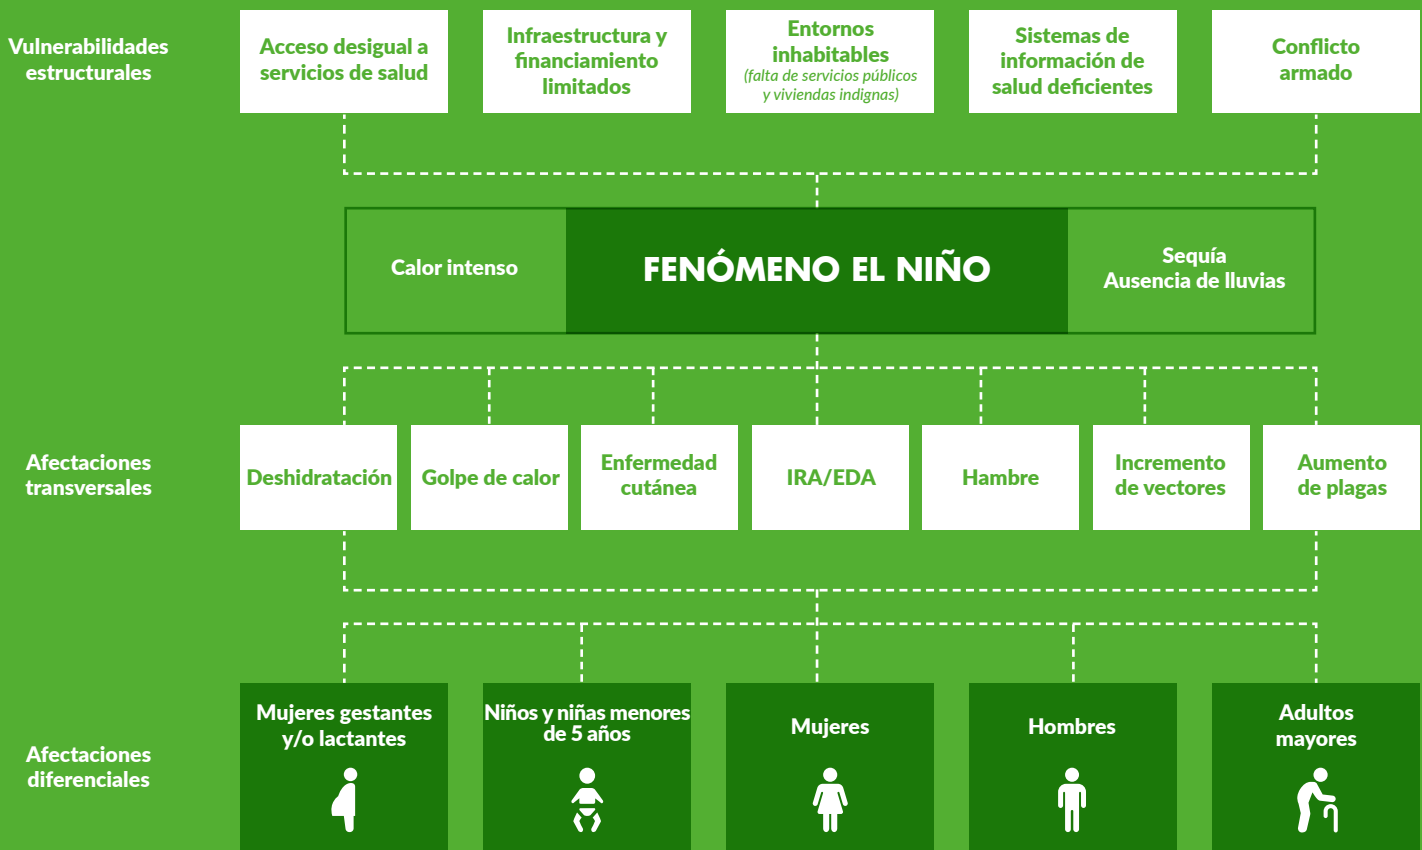 Vulnerabilidades
estructurales
Acceso desigual a
servicios de salud
Infraestructura y
financiamiento
limitados
Entornos
inhabitables
(falta de servicios públicos
y viviendas indignas)
Sistemas de
información de
salud deficientes
Conflicto
armado
Calor intenso
FENÓMENO EL NIÑO
Sequía
Ausencia de lluvias
Afectaciones
transversales
Deshidratación
Golpe de calor
Enfermedad
cutánea
IRA/EDA
Hambre
Incremento
de vectores
Aumento
de plagas
Afectaciones
diferenciales
Mujeres gestantes
y/o lactantes
Niños y niñas menores
de 5 años
Mujeres
Hombres
Adultos
mayores